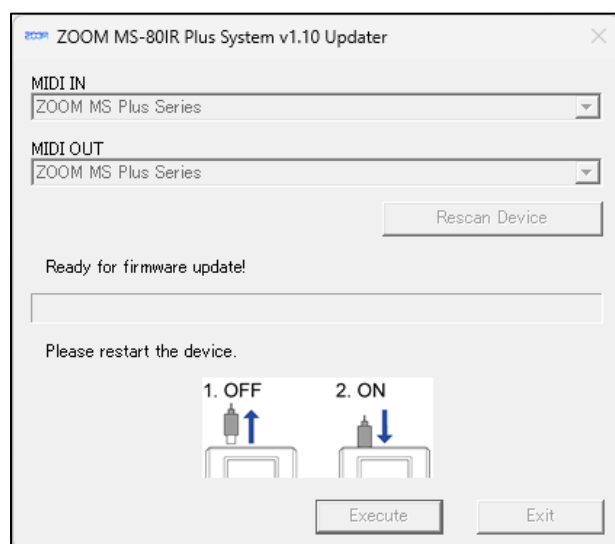 ZOOM ZOOM MS-80IR Plus System v1.10 Updater
MIDI IN
ZOOM MS Plus Series
MIDI OUT
ZOOM MS Plus Series
Rescan Device
Ready for firmware update!
Please restart the device.
1. OFF
2. ON
Execute
Exit